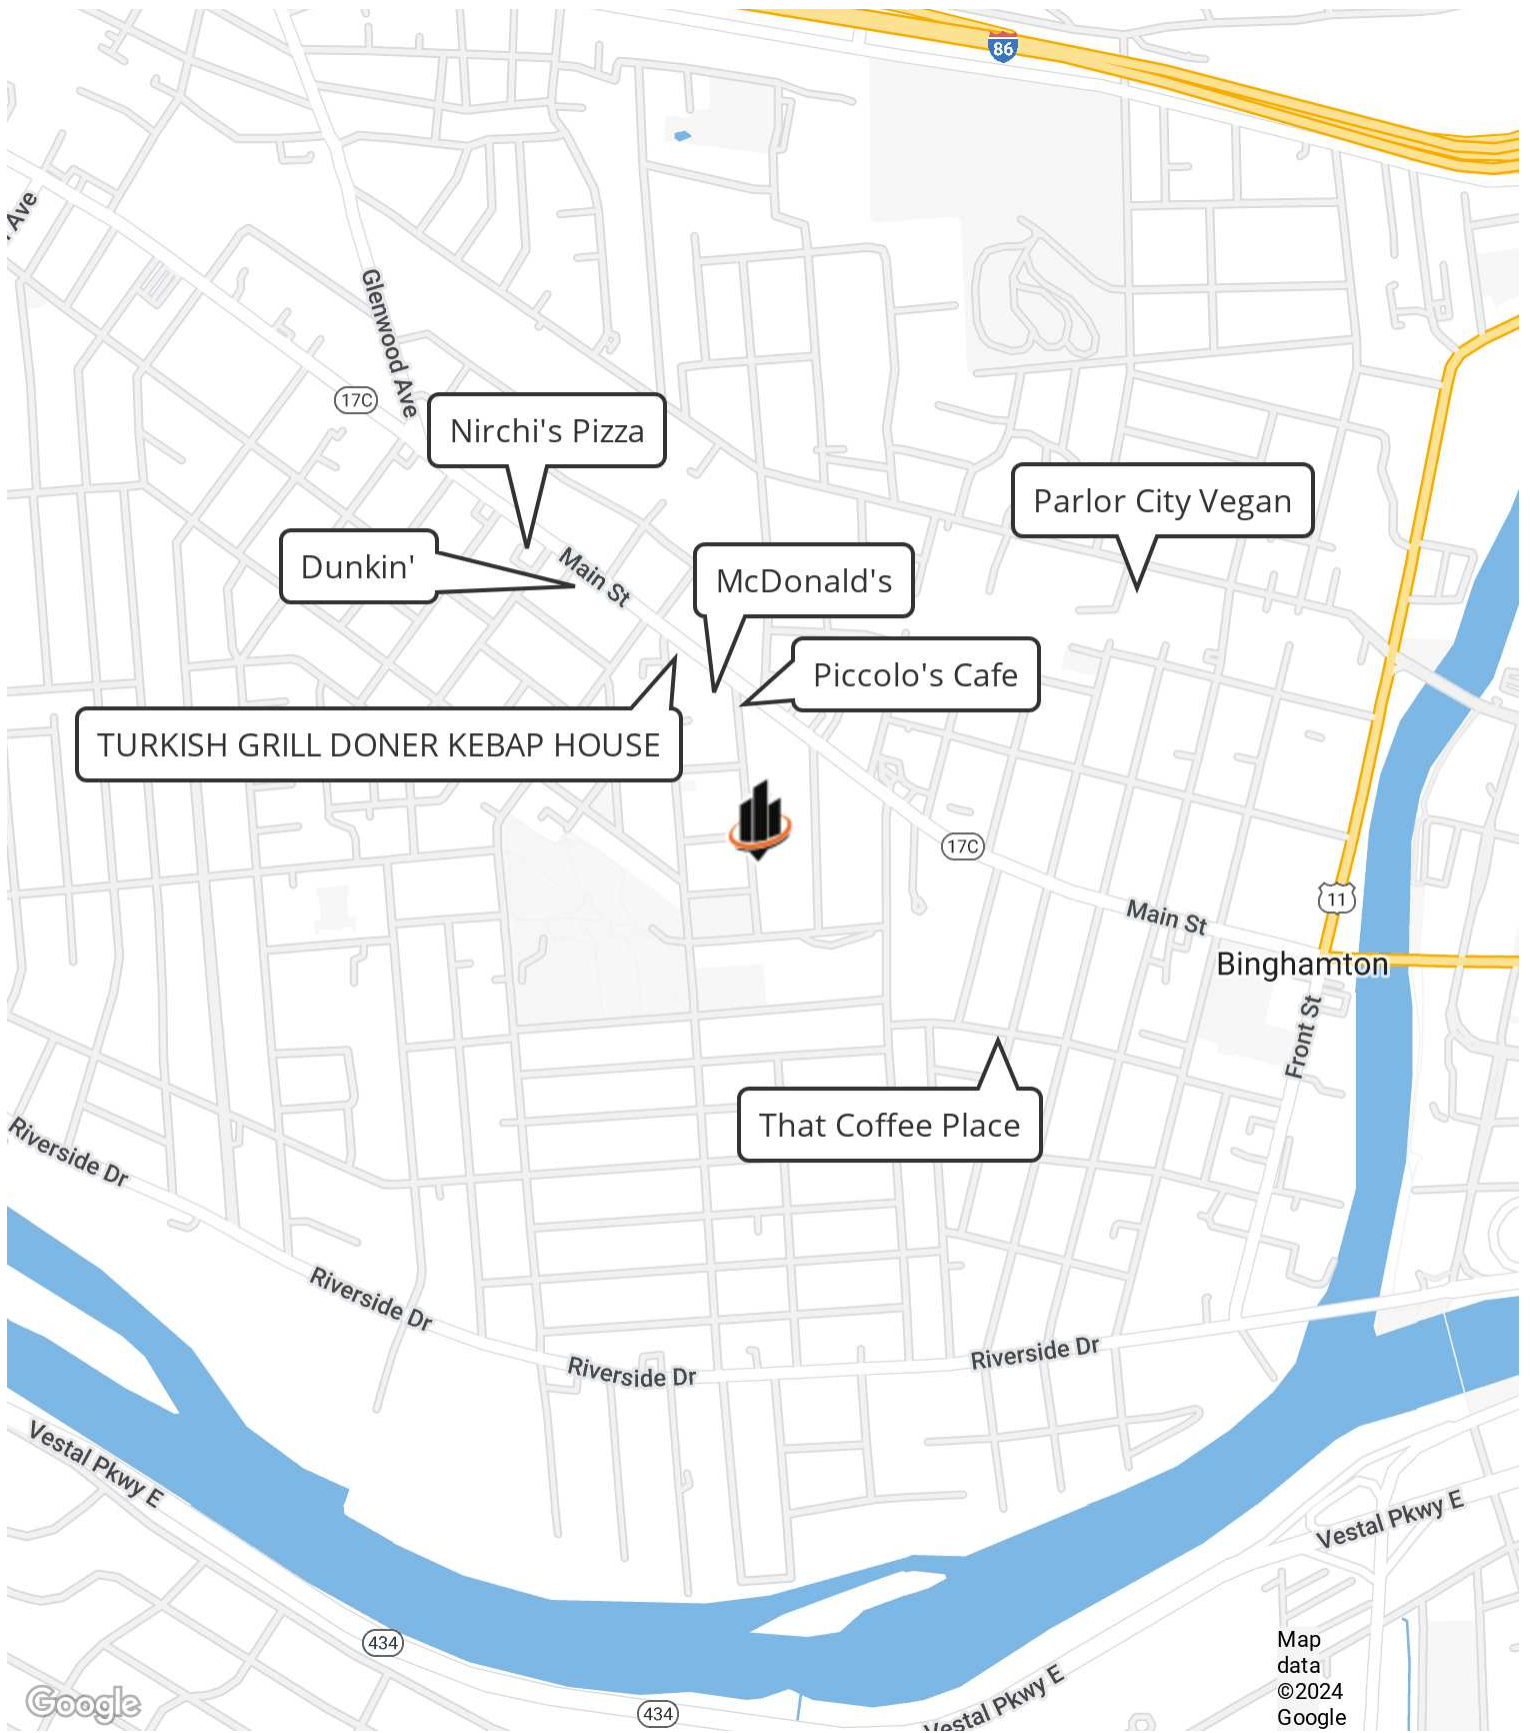 86
Ave
Glenwood Ave
17C
Nirchi's Pizza
Parlor City Vegan
Dunkin'
Main St
McDonald's
Piccolo's Cafe
TURKISH GRILL DONER KEBAP HOUSE
17C
11
Main St
Binghamton
Front St
That Coffee Place
Riverside Dr
Riverside Dr
Riverside Dr
Riverside Dr
Vestal Pkwy E
Vestal Pkwy E
434
Vestal Pkwy E
434
Google
Map
data
©2024
Google